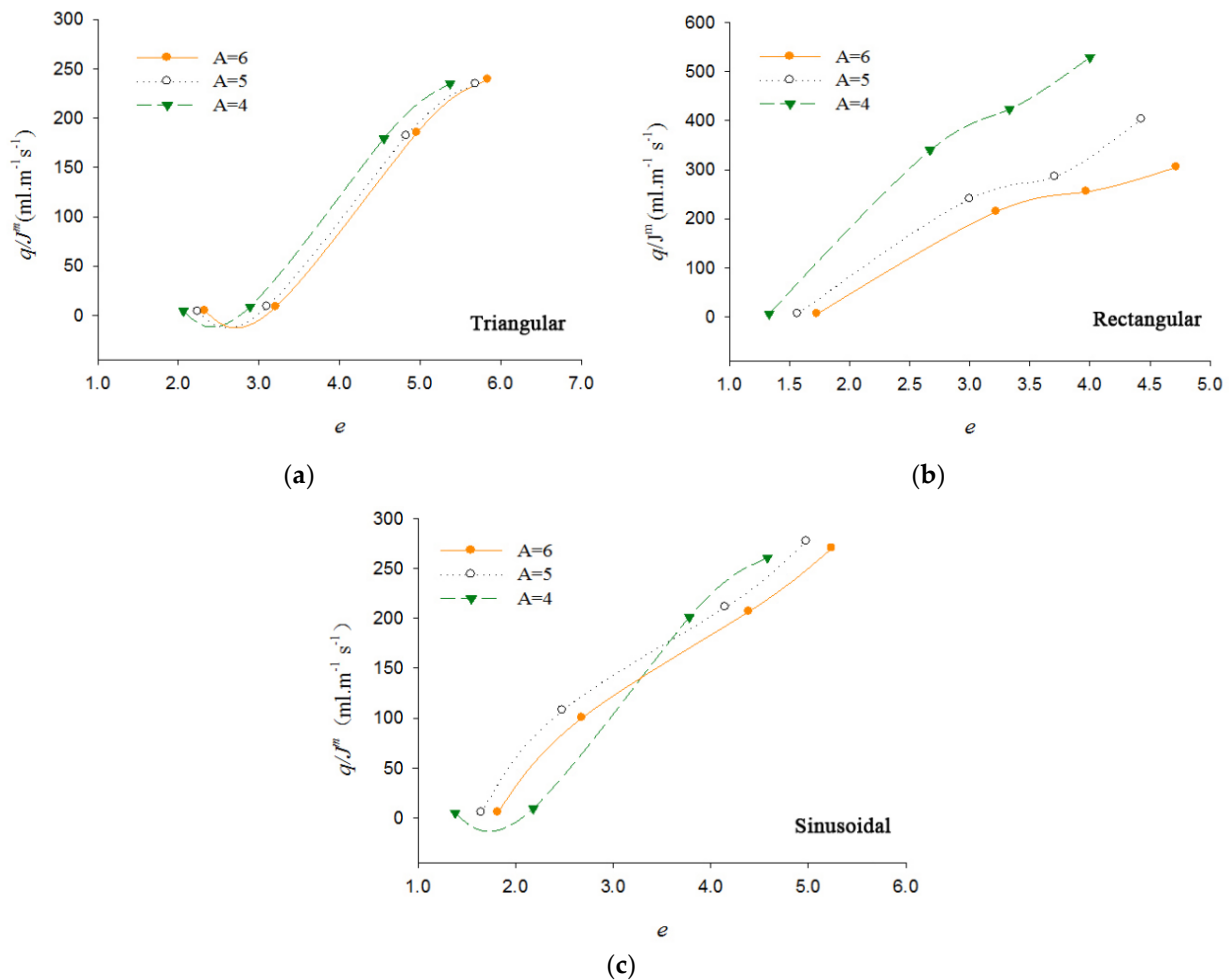 300
250
200
150
100
50
0
q/Jᵐ(ml.m⁻¹ s⁻¹)
A=6
A=5
A=4
Triangular
1.0 2.0 3.0 4.0 5.0 6.0 7.0
e
(a)
600
500
400
300
200
100
0
q/Jᵐ (ml.m⁻¹ s⁻¹)
A=6
A=5
A=4
Rectangular
1.0 1.5 2.0 2.5 3.0 3.5 4.0 4.5 5.0
e
(b)
300
250
200
150
100
50
0
q/Jᵐ (ml.m⁻¹ s⁻¹)
A=6
A=5
A=4
Sinusoidal
1.0 2.0 3.0 4.0 5.0 6.0
e
(c)